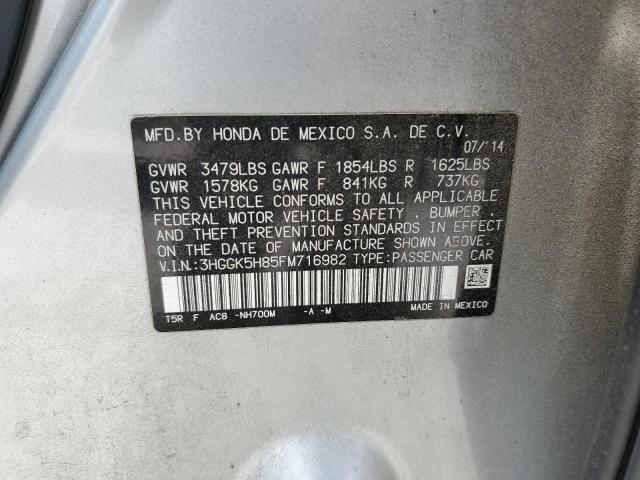 MFD. BY HONDA DE MEXICO S.A. DE C.V.
07/'14
GVWR 3479LBS GAWR F 1854LBS R 1625LBS
GVWR 1578KG GAWR F 841KG R 737KG
THIS VEHICLE CONFORMS TO ALL APPLICABLE
FEDERAL MOTOR VEHICLE SAFETY , BUMPER , AND THEFT PREVENTION STANDARDS IN EFFECT
ON THE DATE OF MANUFACTURE SHOWN ABOVE.
V.I.N.:3HGGK5H85FM716982 TYPE:PASSENGER CAR
T5R F AC8 -NH700M -A -M
MADE IN MEXICO